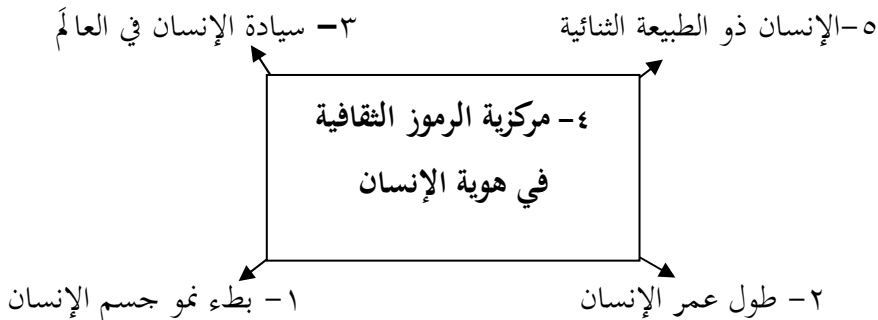 ٥-الإنسان ذو الطبيعة الثنائية
٣- سيادة الإنسان في العالَم
٤- مركزية الرموز الثقافية
في هوية الإنسان
٢- طول عمر الإنسان
١- بطء نمو جسم الإنسان